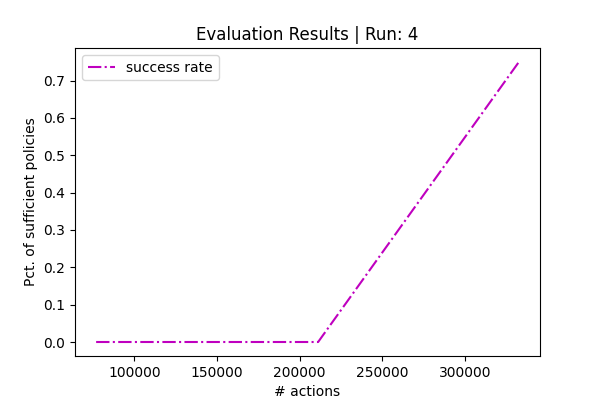 Evaluation Results | Run: 4
success rate
Pct. of sufficient policies
0.7
0.6
0.5
0.4
0.3
0.2
0.1
0.0
100000 150000 200000 250000 300000
# actions